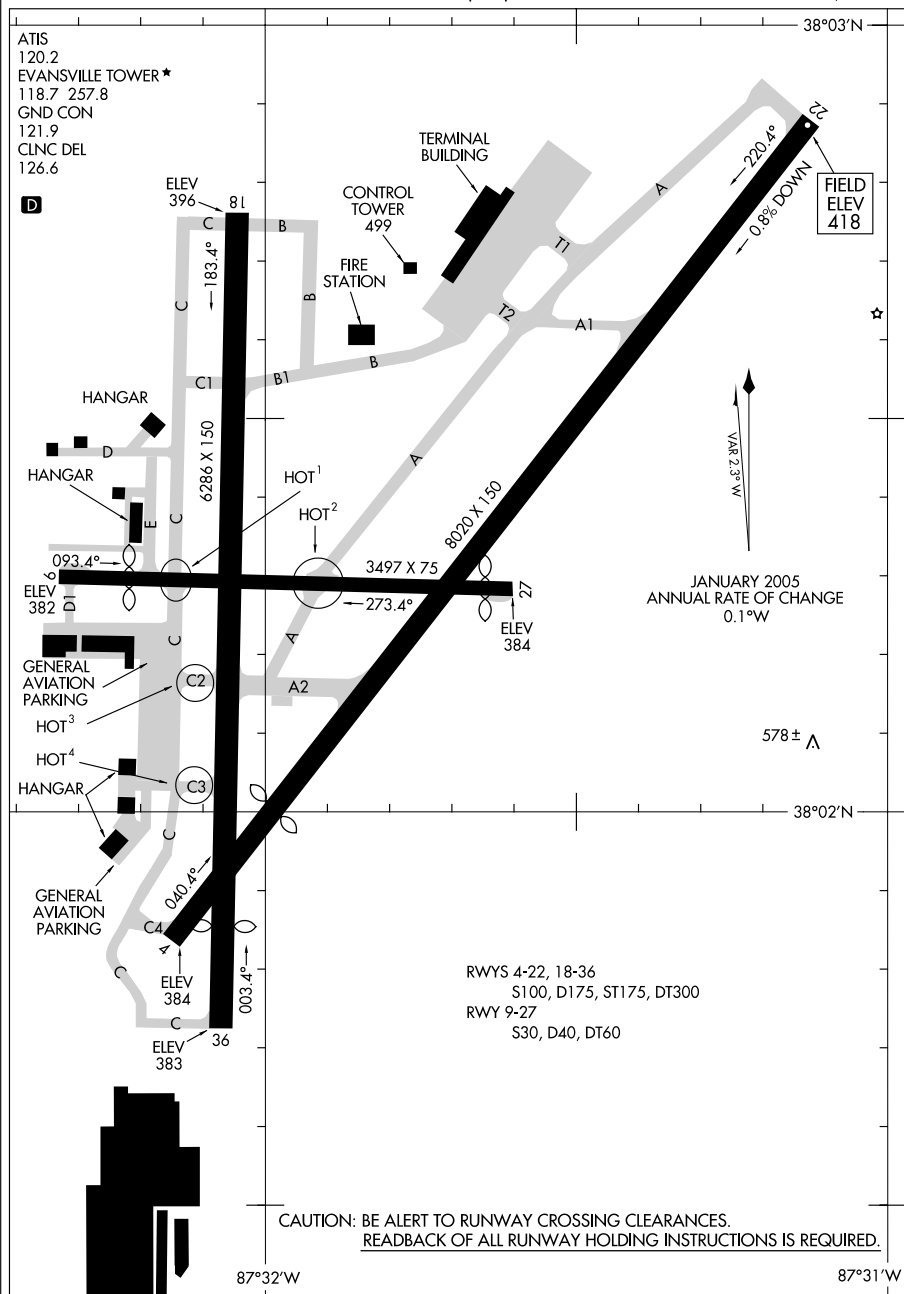 38°03'N
ATIS
120.2
EVANSVILLE TOWER★
118.7 257.8
GND CON
121.9
CLNC DEL
126.6
D
22
220.4°
0.8% DOWN
FIELD
ELEV
418
TERMINAL
BUILDING
A
ELEV
396
18
C
B
CONTROL
TOWER
499
183.4°
T1
FIRE
STATION
B
C
T2
A1
B
C1
B1
HANGAR
VAR 2.3° W
6286 X 150
D
A
HANGAR
HOT1
8020 X 150
HOT2
E
C
093.4°
3497 X 75
9
ELEV
382
D1
273.4°
27
ELEV
384
JANUARY 2005
ANNUAL RATE OF CHANGE
0.1°W
C
A
GENERAL
AVIATION
PARKING
C2
A2
HOT3
578±
HOT4
HANGAR
C3
38°02'N
C
GENERAL
AVIATION
PARKING
040.4°
C4
4
ELEV
384
003.4°
C
RWYS 4-22, 18-36
S100, D175, ST175, DT300
RWY 9-27
S30, D40, DT60
C
ELEV
383
36
CAUTION: BE ALERT TO RUNWAY CROSSING CLEARANCES.
READBACK OF ALL RUNWAY HOLDING INSTRUCTIONS IS REQUIRED.
87°32'W
87°31'W